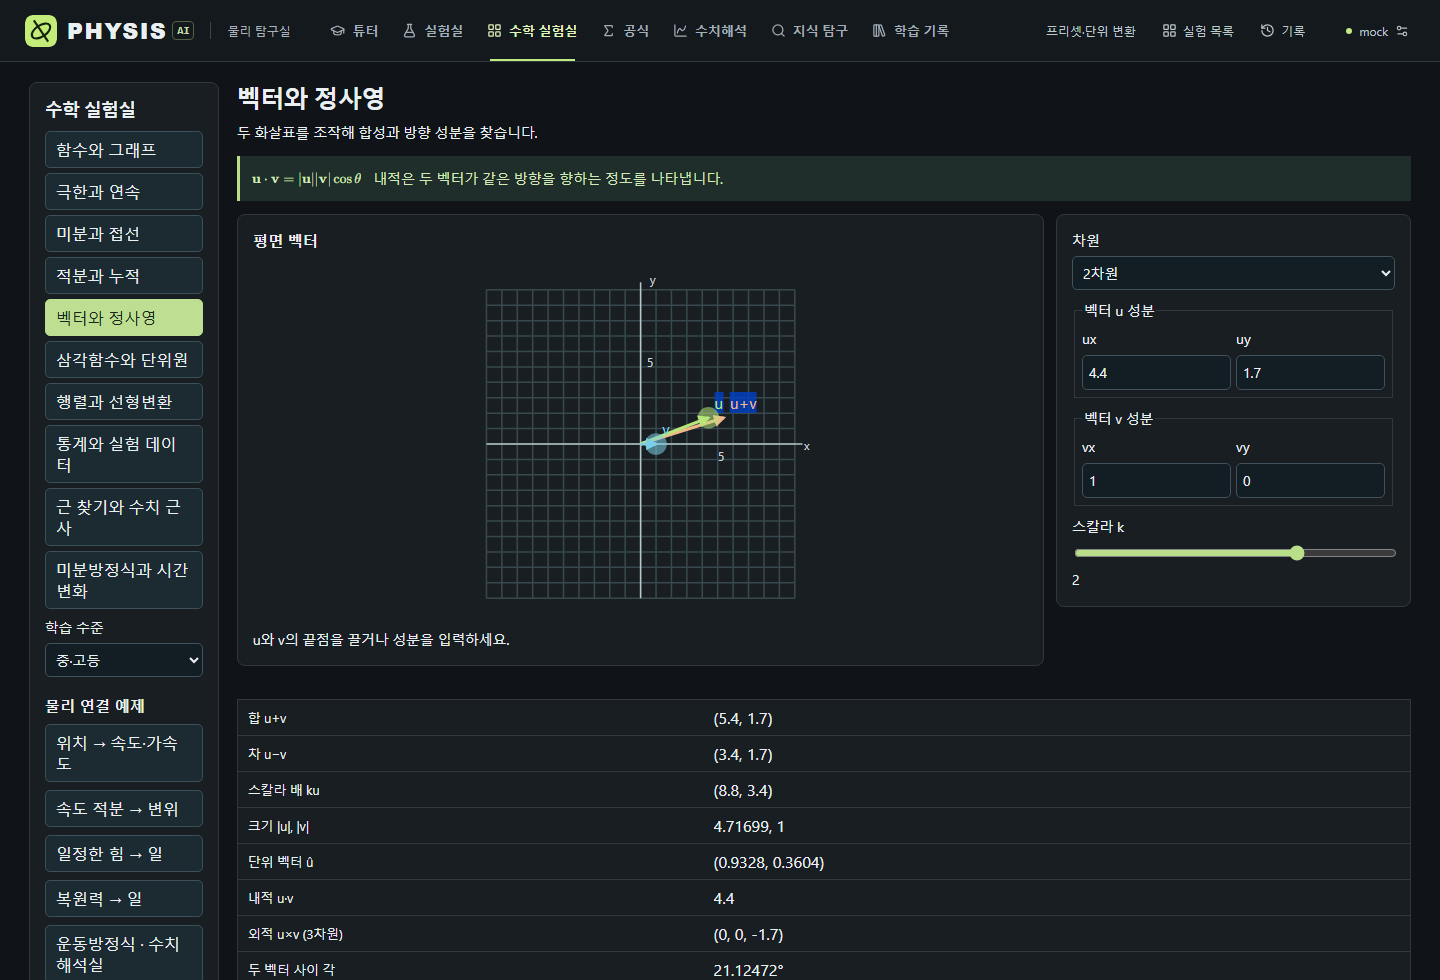 PHYSIS AI 물리 탐구실 튜터 실험실 수학 실험실 공식 수치해석 지식 탐구 학습 기록 프리셋·단위 변환 실험 목록 기록 mock
수학 실험실
함수와 그래프
극한과 연속
미분과 접선
적분과 누적
벡터와 정사영
삼각함수와 단위원
행렬과 선형변환
통계와 실험 데이
터
근 찾기와 수치 근
사
미분방정식과 시간
변화
학습 수준
중·고등
물리 연결 예제
위치 → 속도·가속
도
속도 적분 → 변위
일정한 힘 → 일
복원력 → 일
운동방정식 · 수치
해석실
벡터와 정사영
두 화살표를 조작해 합성과 방향 성분을 찾습니다.
u · v = |u||v| cos θ 내적은 두 벡터가 같은 방향을 향하는 정도를 나타냅니다.
평면 벡터
y
5
u u+v
v
x
5
u와 v의 끝점을 끌거나 성분을 입력하세요.
차원
2차원
벡터 u 성분
ux uy
4.4 1.7
벡터 v 성분
vx vy
1 0
스칼라 k
2
합 u+v (5.4, 1.7)
차 u−v (3.4, 1.7)
스칼라 배 ku (8.8, 3.4)
크기 |u|, |v| 4.71699, 1
단위 벡터 û (0.9328, 0.3604)
내적 u·v 4.4
외적 u×v (3차원) (0, 0, -1.7)
두 벡터 사이 각 21.12472°